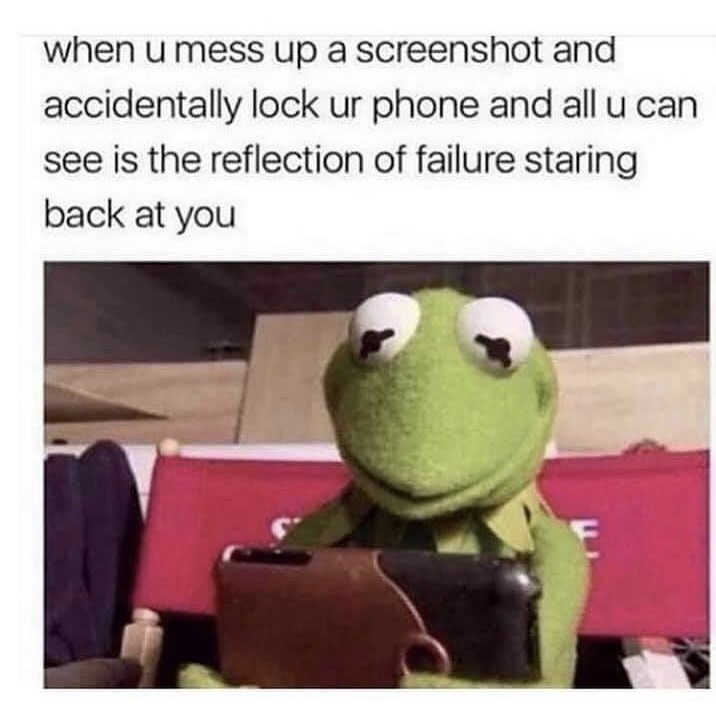 when u mess up a screenshot and
accidentally lock ur phone and all u can
see is the reflection of failure staring
back at you